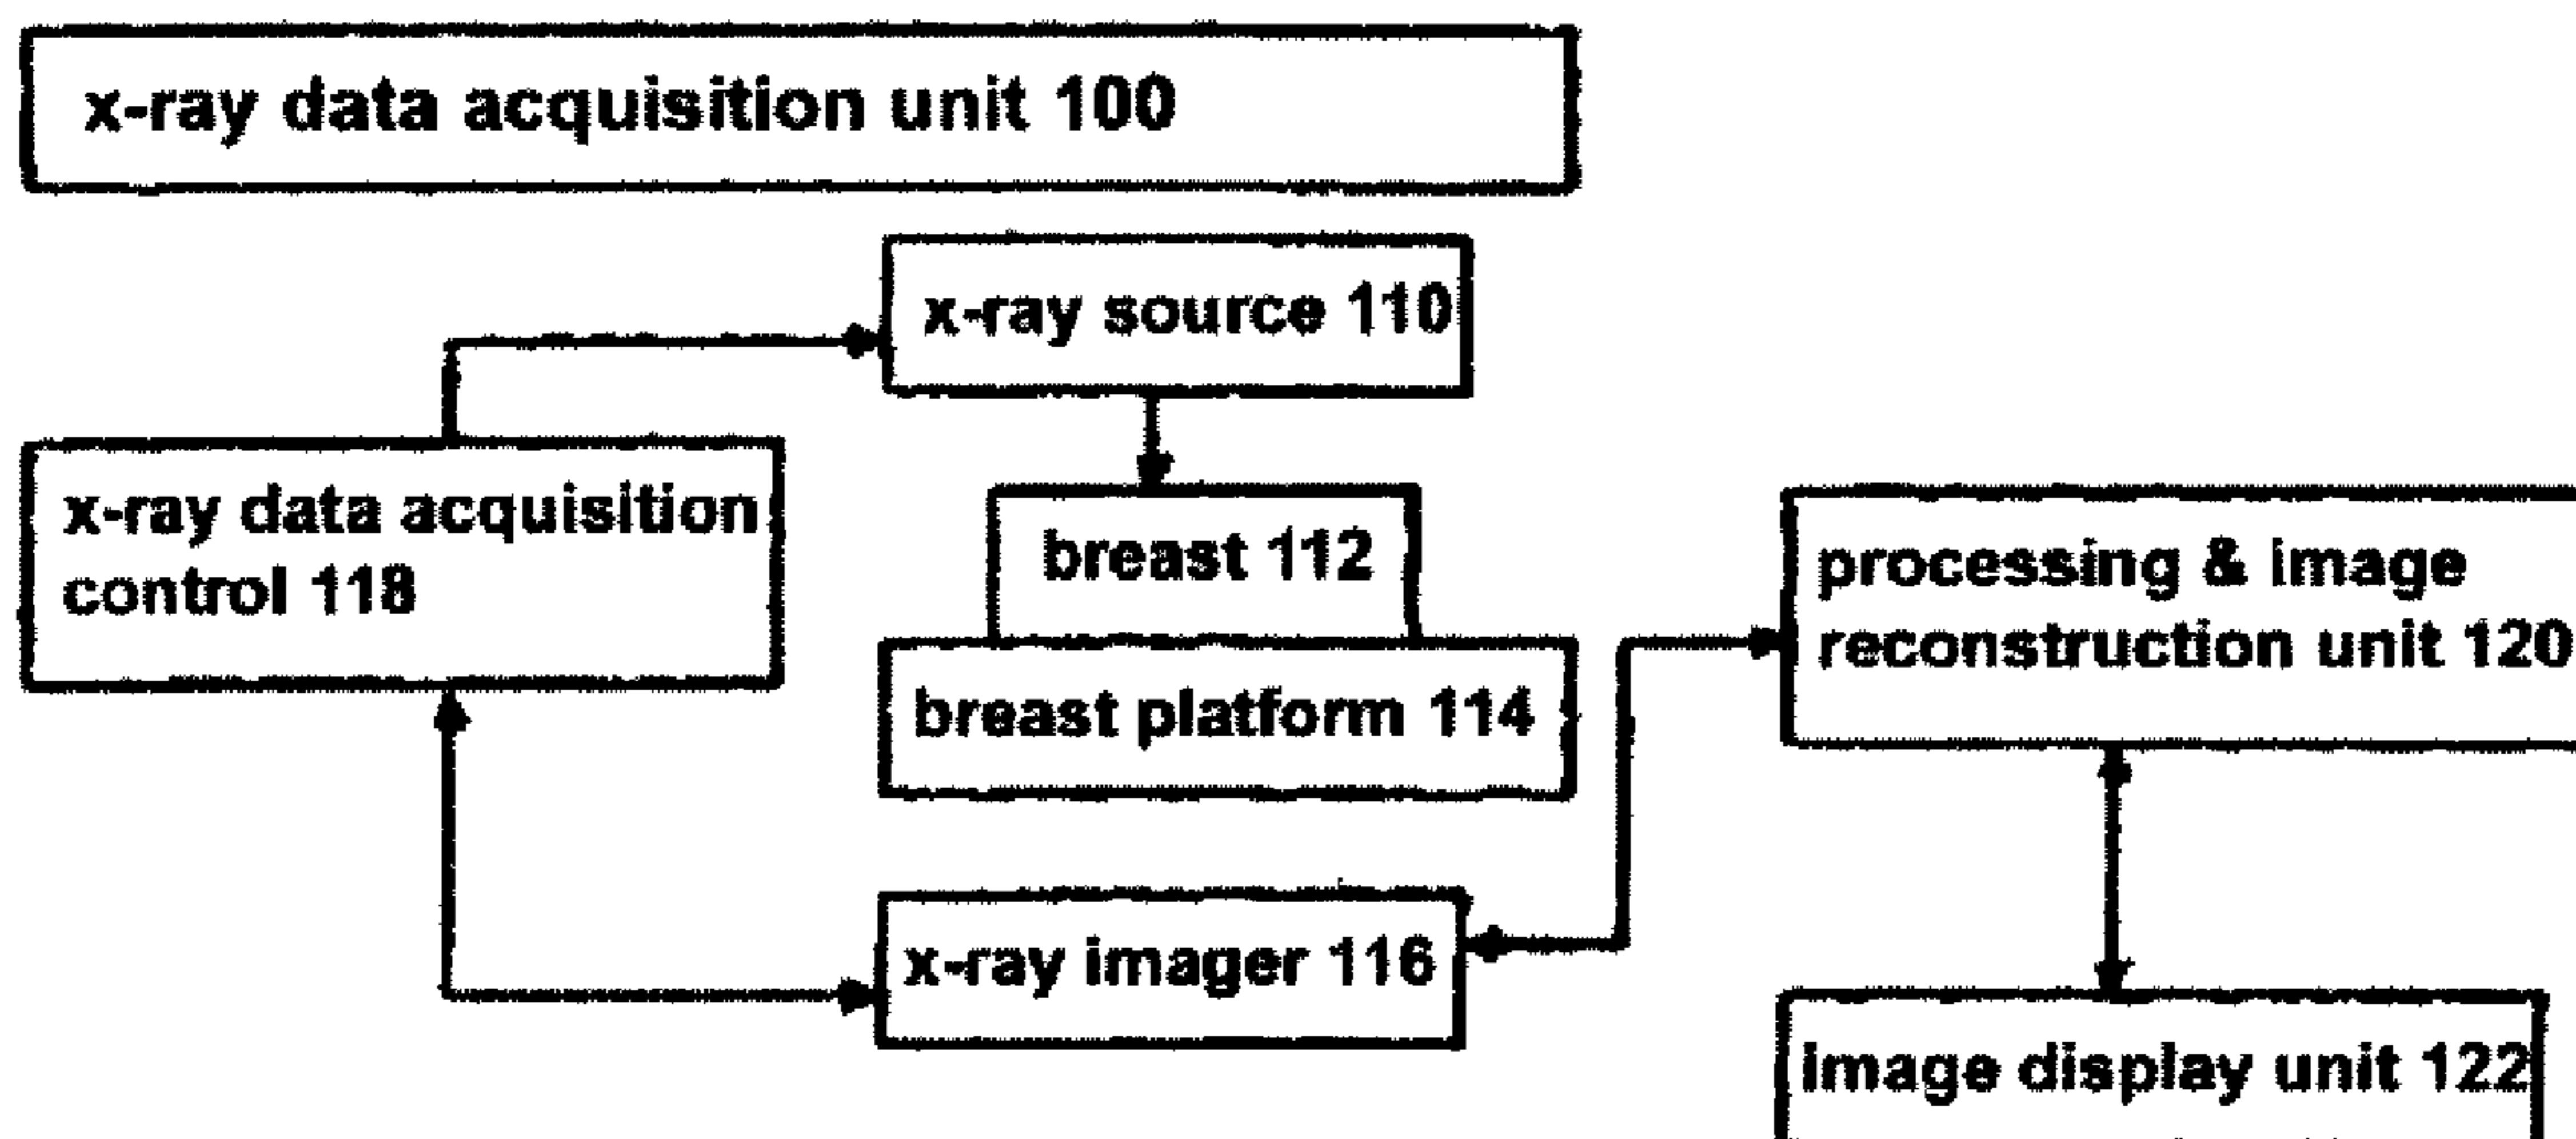 x-ray data acquisition unit 100
x-ray source 110
x-ray data acquisition
control 118
breast 112
breast platform 114
processing & image
reconstruction unit 120
x-ray imager 116
image display unit 122